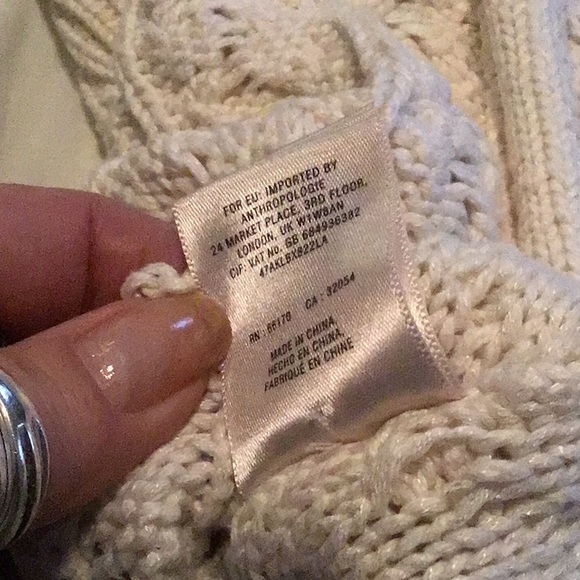 FOR EU: IMPORTED BY
ANTHROPOLOGIE
24 MARKET PLACE, 3RD FLOOR,
LONDON, UK W1W8AN
CIF: VAT No. GB 684936382
47AKLBX822LA
RN: 66170 CA: 32054
MADE IN CHINA,
HECHO EN CHINA,
FABRIQUÉ EN CHINE